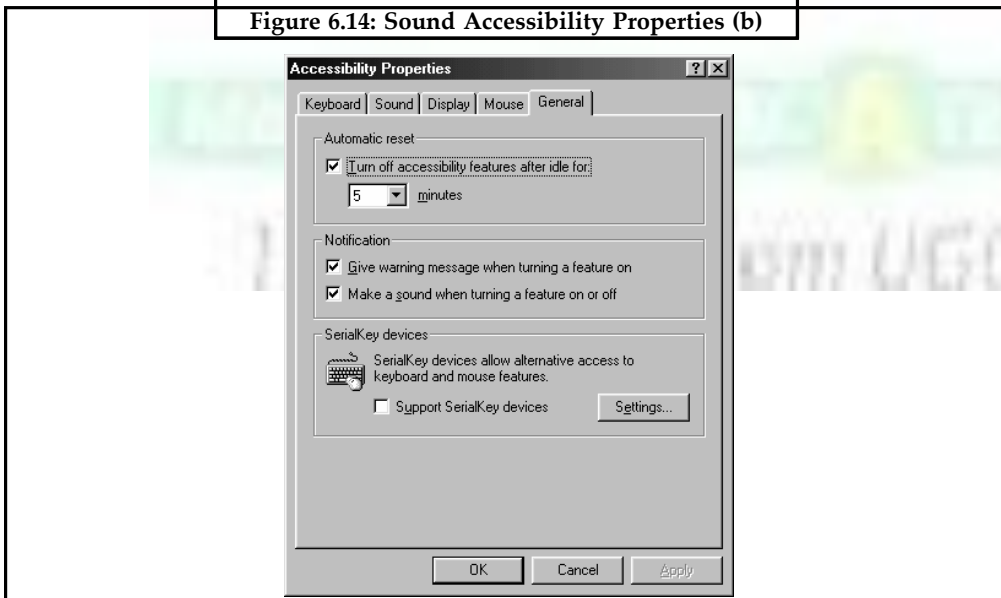 Figure 6.14: Sound Accessibility Properties (b)
Accessibility Properties
Keyboard Sound Display Mouse General
Automatic reset
Turn off accessibility features after idle for:
5 minutes
Notification
Give warning message when turning a feature on
Make a sound when turning a feature on or off
SerialKey devices
SerialKey devices allow alternative access to
keyboard and mouse features.
Support SerialKey devices Settings...
OK Cancel Apply